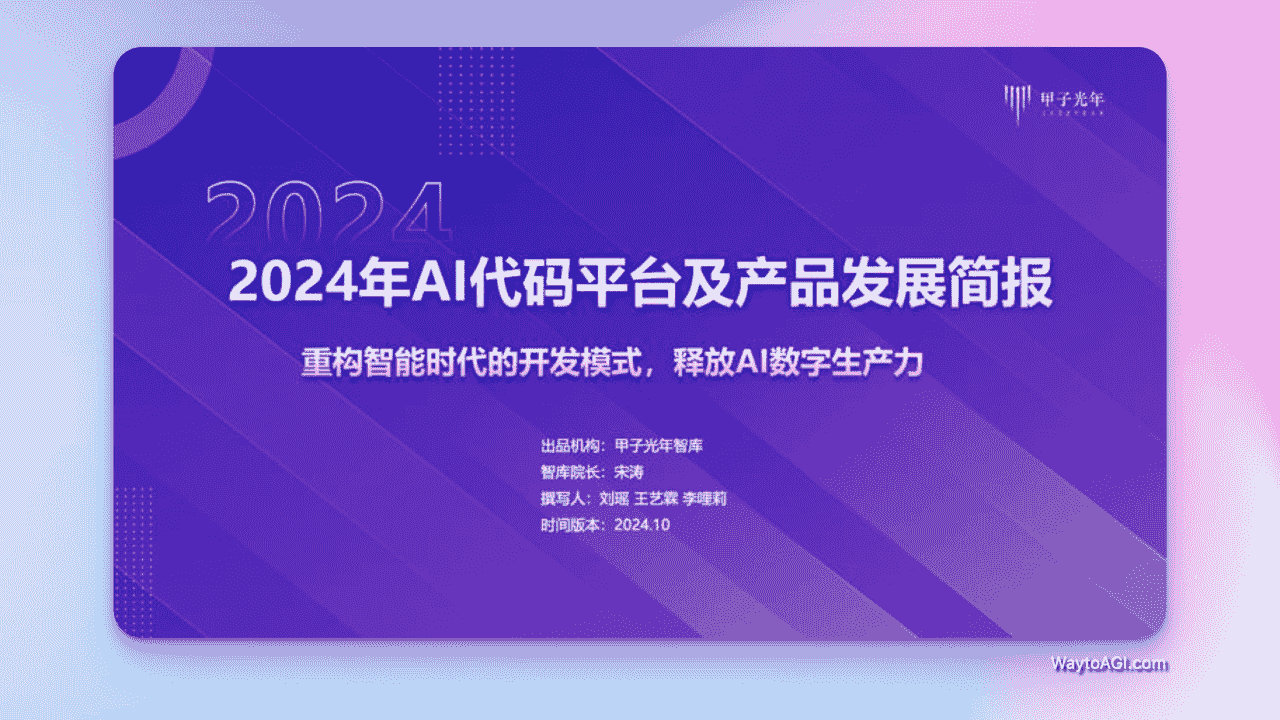 甲子光年
2024
2024年AI代码平台及产品发展简报
重构智能时代的开发模式，释放AI数字生产力
出品机构：甲子光年智库
智库院长：宋涛
撰写人：刘瑶 王艺霖 李哩莉
时间版本：2024.10
WaytoAGI.com